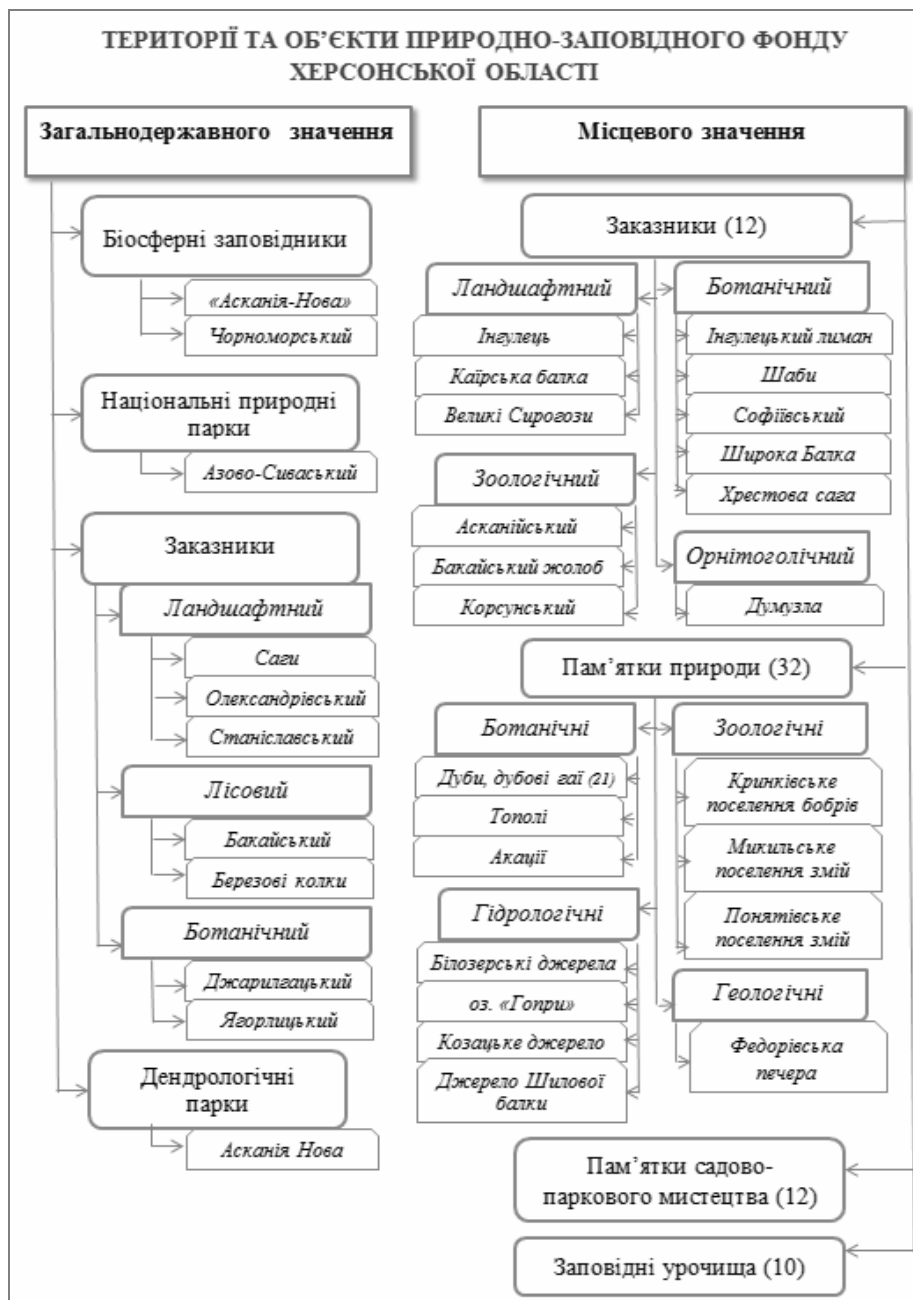 ТЕРИТОРІЇ ТА ОБ’ЄКТИ ПРИРОДНО-ЗАПОВІДНОГО ФОНДУ
ХЕРСОНСЬКОЇ ОБЛАСТІ
Загальнодержавного значення
Біосферні заповідники
«Асканія-Нова»
Чорноморський
Національні природні
парки
Азово-Сиваський
Заказники
Ландшафтний
Саги
Олександрівський
Станіславський
Лісовий
Бакайський
Березові колки
Ботанічний
Джарилгацький
Ягорлицький
Дендрологічні
парки
Асканія Нова
Місцевого значення
Заказники (12)
Ландшафтний
Інгулець
Каїрська балка
Великі Сирогози
Ботанічний
Інгулецький лиман
Шаби
Софіївський
Широка Балка
Хрестова сага
Зоологічний
Асканійський
Бакайський жолоб
Корсунський
Орнітоголічний
Думузла
Пам’ятки природи (32)
Ботанічні
Дуби, дубові гаї (21)
Тополі
Акації
Зоологічні
Кринківське
поселення бобрів
Микильське
поселення змій
Понятівське
поселення змій
Гідрологічні
Білозерські джерела
оз. «Гопри»
Козацьке джерело
Джерело Шилової
балки
Геологічні
Федорівська
печера
Пам’ятки садово-
паркового мистецтва (12)
Заповідні урочища (10)